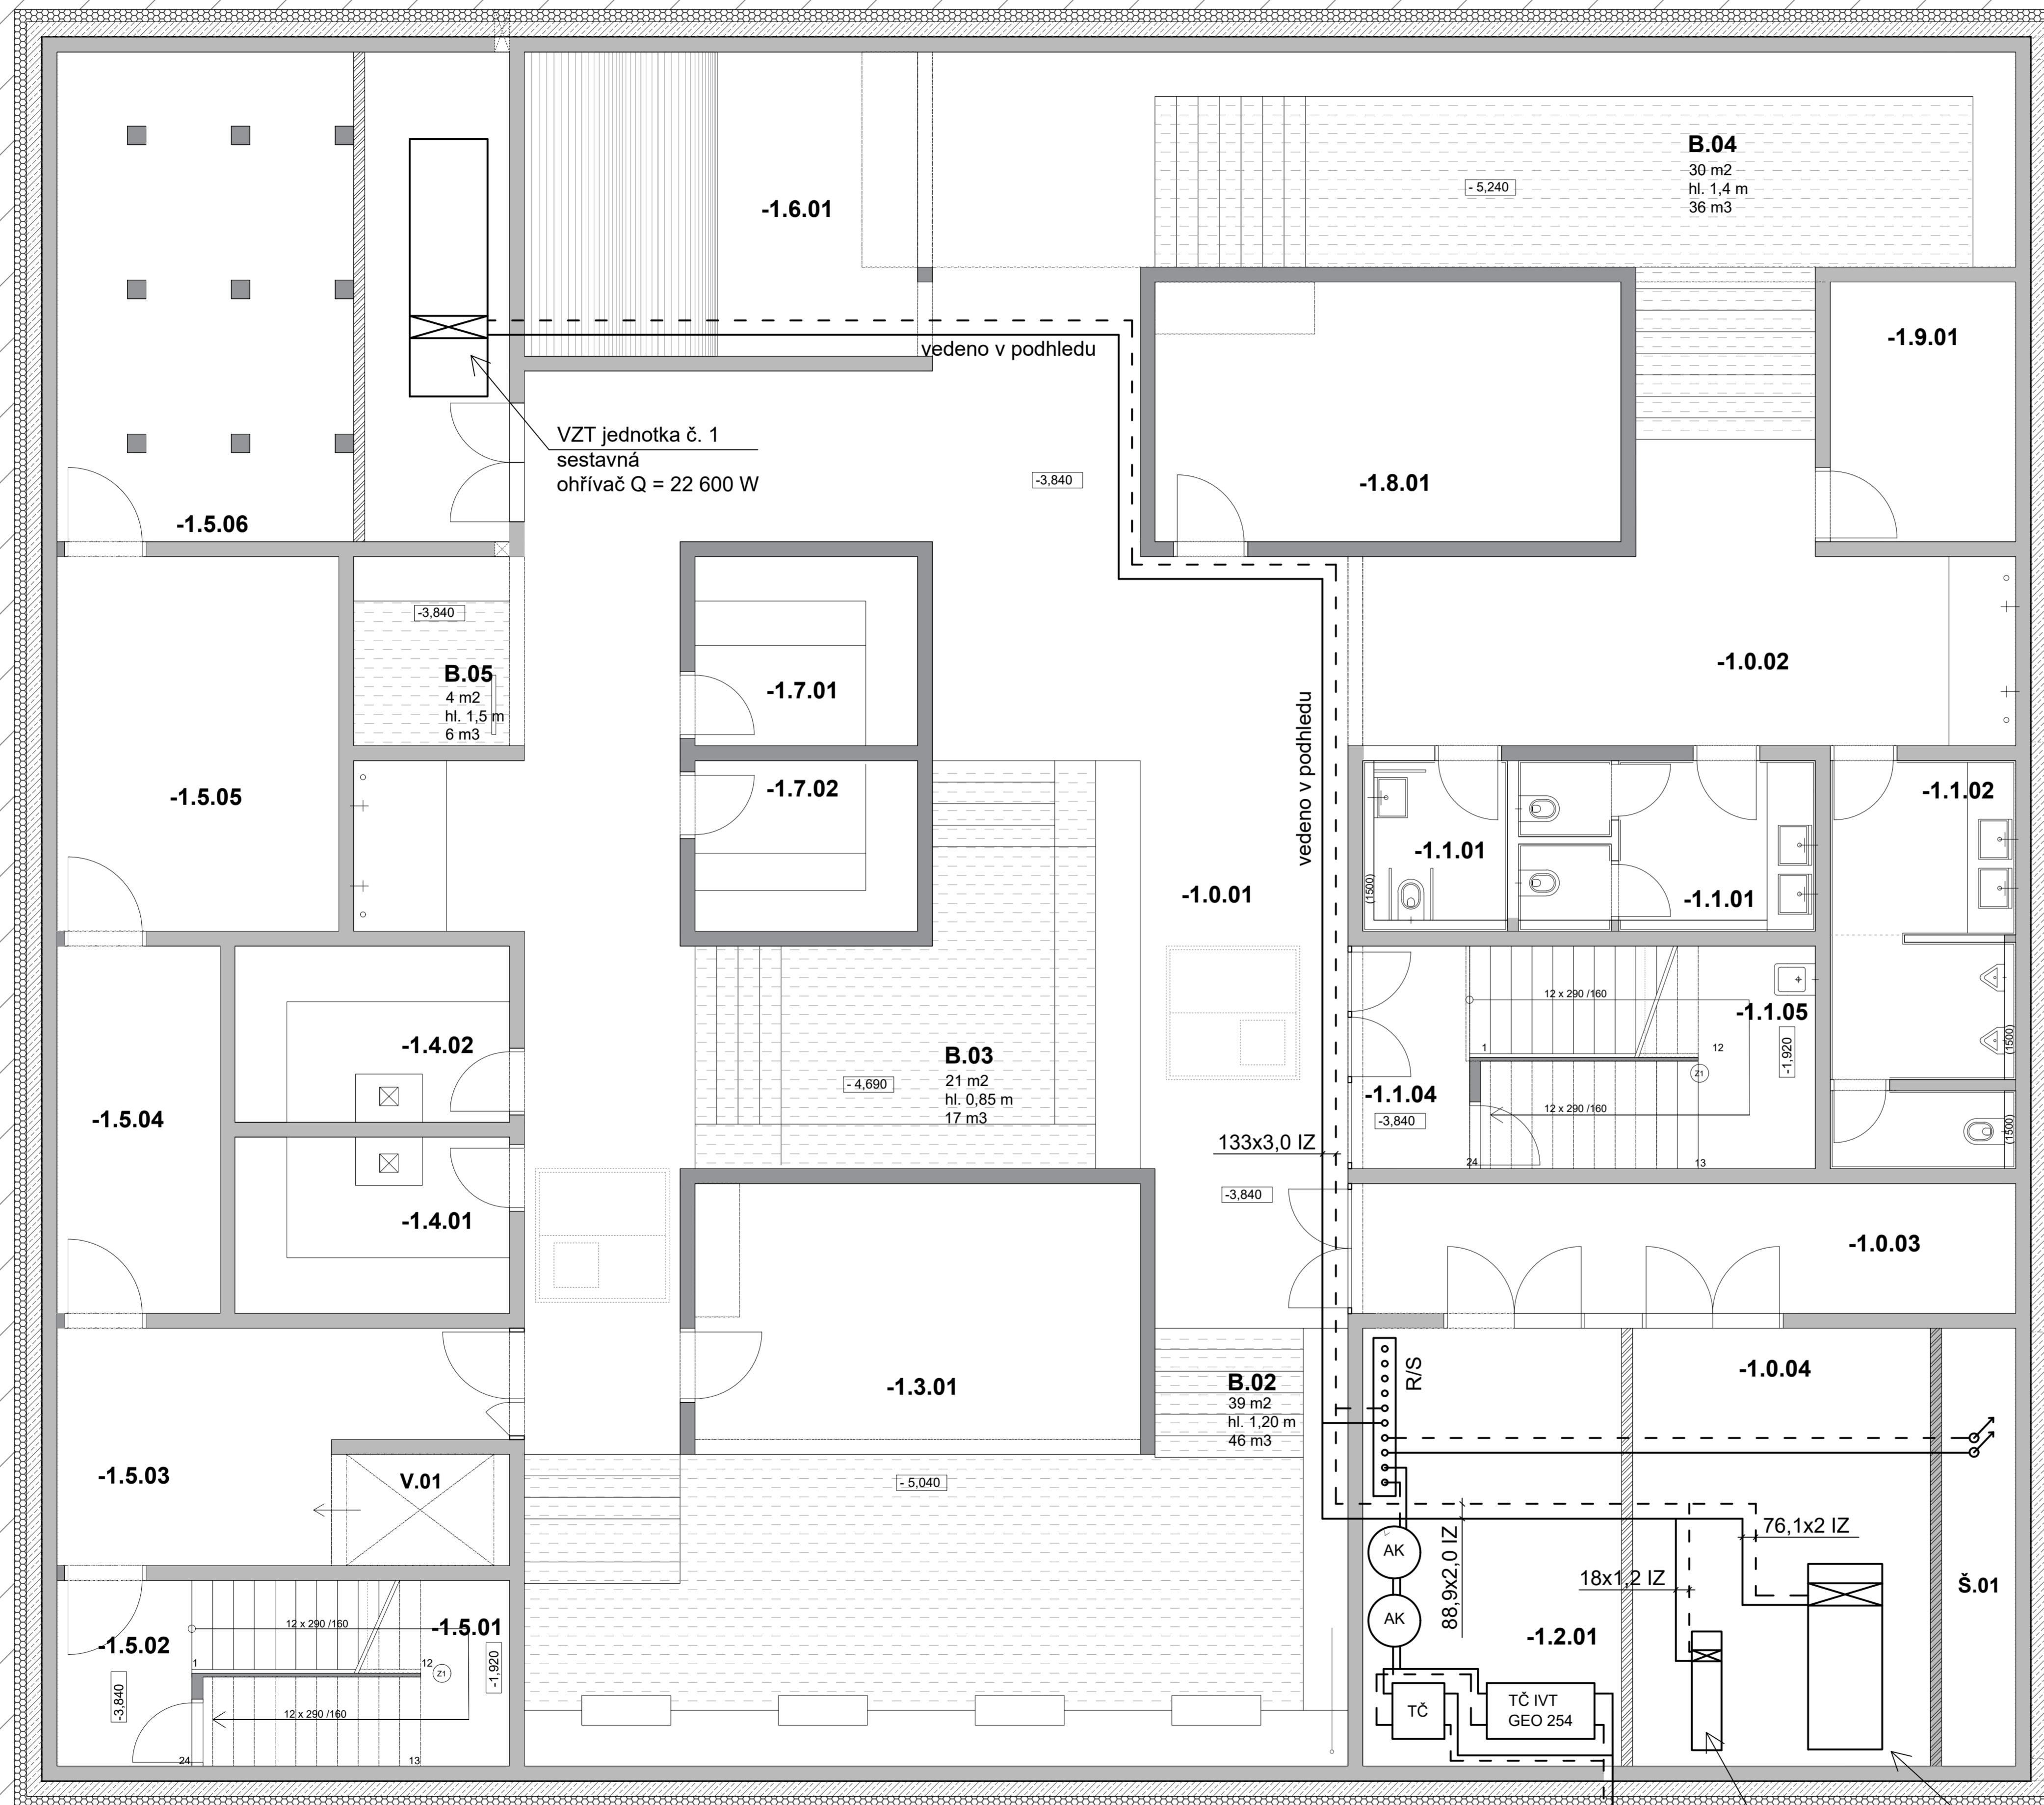 B.04
30 m2
hl. 1,4 m
36 m3
- 5,240
-1.6.01
-1.9.01
vedeno v podhledu
VZT jednotka č. 1
sestavná
ohřívač Q = 22 600 W
-3,840
-1.8.01
-1.5.06
-3,840
B.05
4 m2
hl. 1,5 m
6 m3
-1.7.01
-1.0.02
vedeno v podhledu
-1.5.05
-1.7.02
-1.1.02
-1.1.01
(1500)
-1.1.01
-1.0.01
12 x 290 /160
-1.1.05
-1.4.02
B.03
21 m2
hl. 0,85 m
17 m3
- 4,690
1
12
Z1
-1,920
(1500)
-1.1.04
-3,840
12 x 290 /160
-1.5.04
133x3,0 IZ
24
13
(1500)
-1.4.01
-3,840
-1.0.03
-1.3.01
B.02
39 m2
hl. 1,20 m
46 m3
R/S
-1.0.04
-1.5.03
V.01
- 5,040
76,1x2 IZ
AK
88,9x2,0 IZ
18x1,2 IZ
Š.01
AK
-1.2.01
12 x 290 /160
-1.5.01
-1.5.02
1
12
Z1
-1,920
-3,840
12 x 290 /160
24
13
TČ
TČ IVT
GEO 254